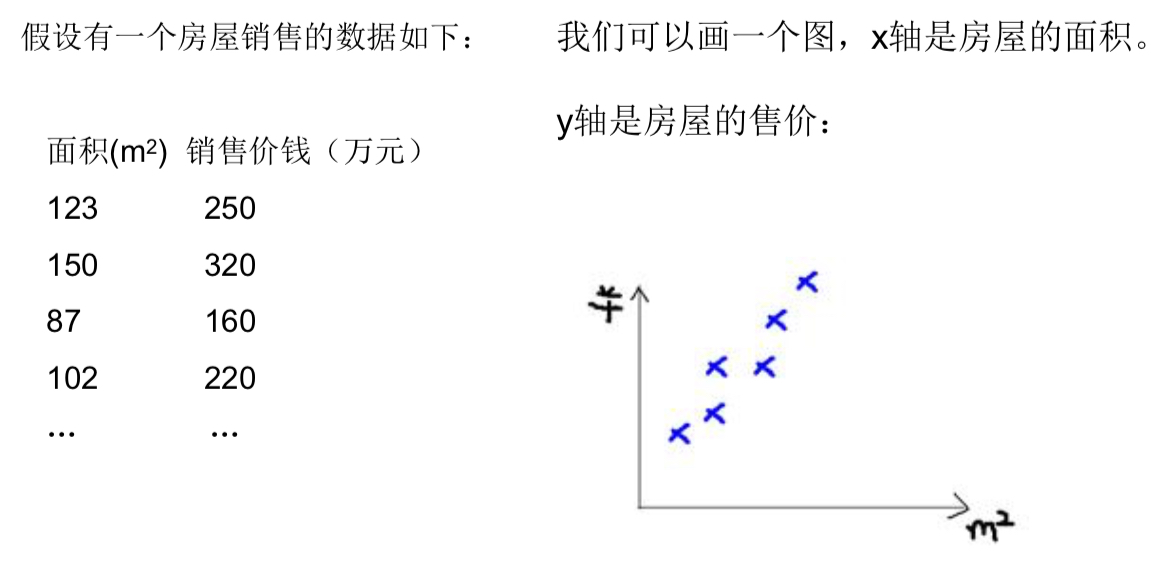 假设有一个房屋销售的数据如下：
面积(m²) 销售价钱（万元）
123 250
150 320
87 160
102 220
... ...
我们可以画一个图，x轴是房屋的面积。
y轴是房屋的售价：
m²